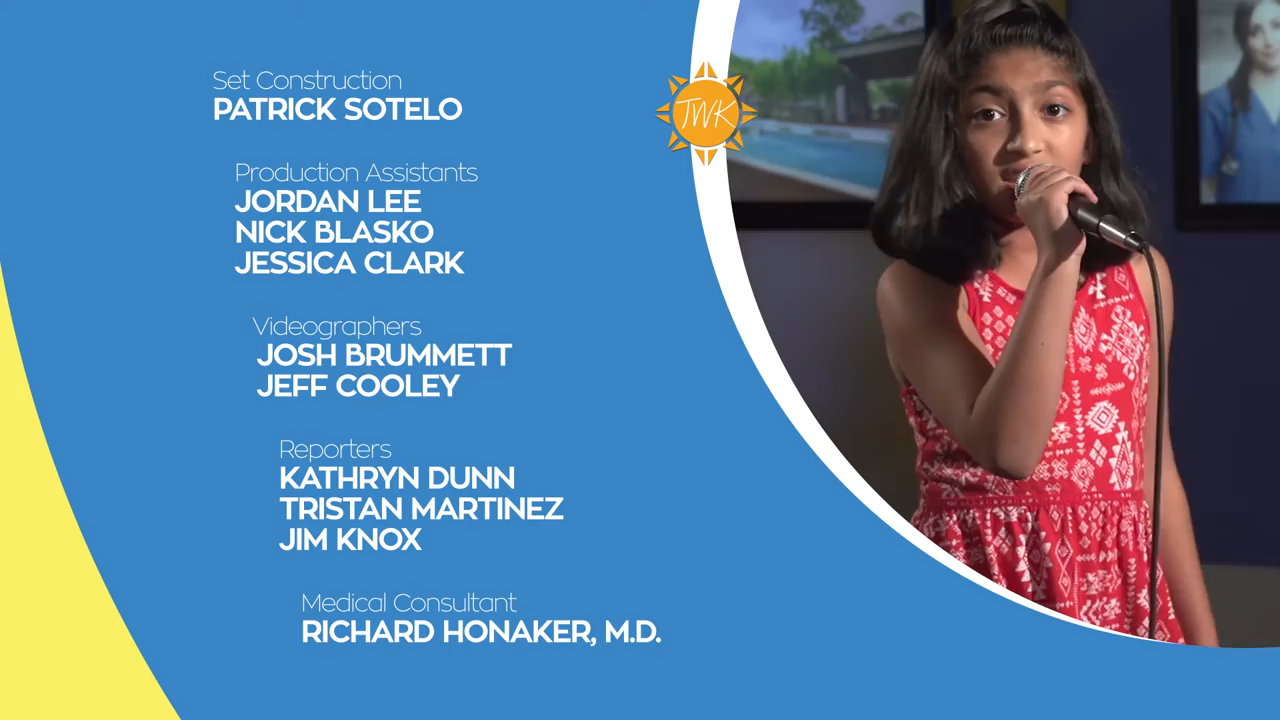 Set Construction
PATRICK SOTELO
Production Assistants
JORDAN LEE
NICK BLASKO
JESSICA CLARK
Videographers
JOSH BRUMMETT
JEFF COOLEY
Reporters
KATHRYN DUNN
TRISTAN MARTINEZ
JIM KNOX
Medical Consultant
RICHARD HONAKER, M.D.
TWK